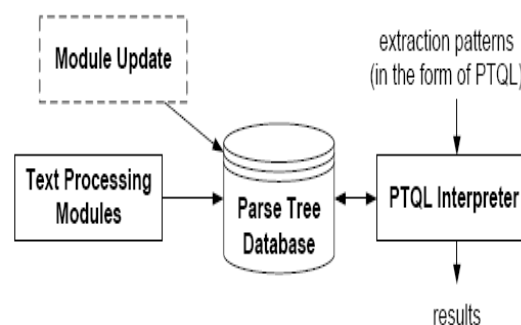 Module Update
extraction patterns
(in the form of PTQL)
Text Processing
Modules
Parse Tree
Database
PTQL Interpreter
results